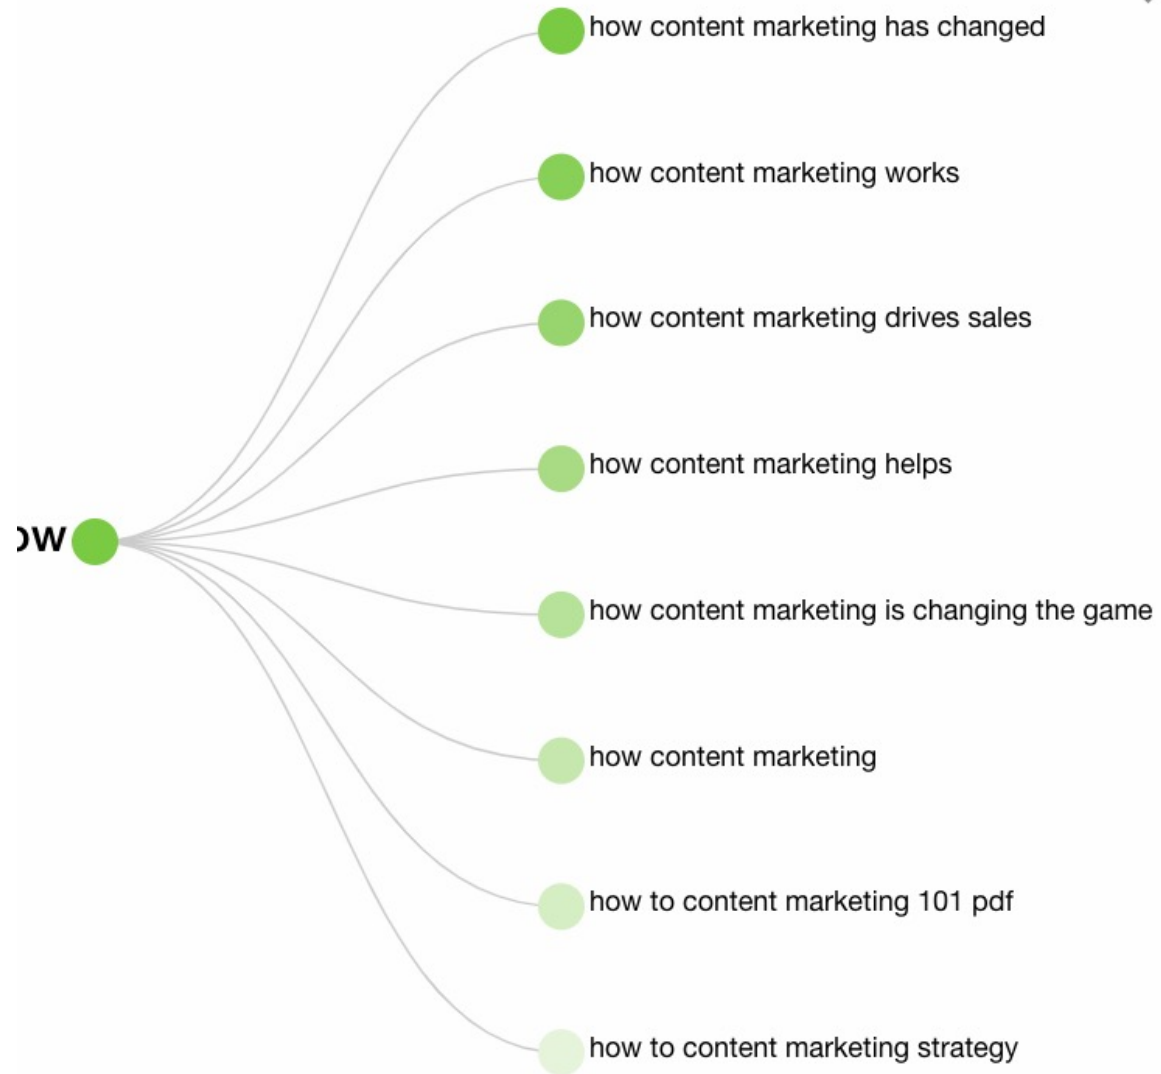 how content marketing has changed
how content marketing works
how content marketing drives sales
how content marketing helps
ow
how content marketing is changing the game
how content marketing
how to content marketing 101 pdf
how to content marketing strategy